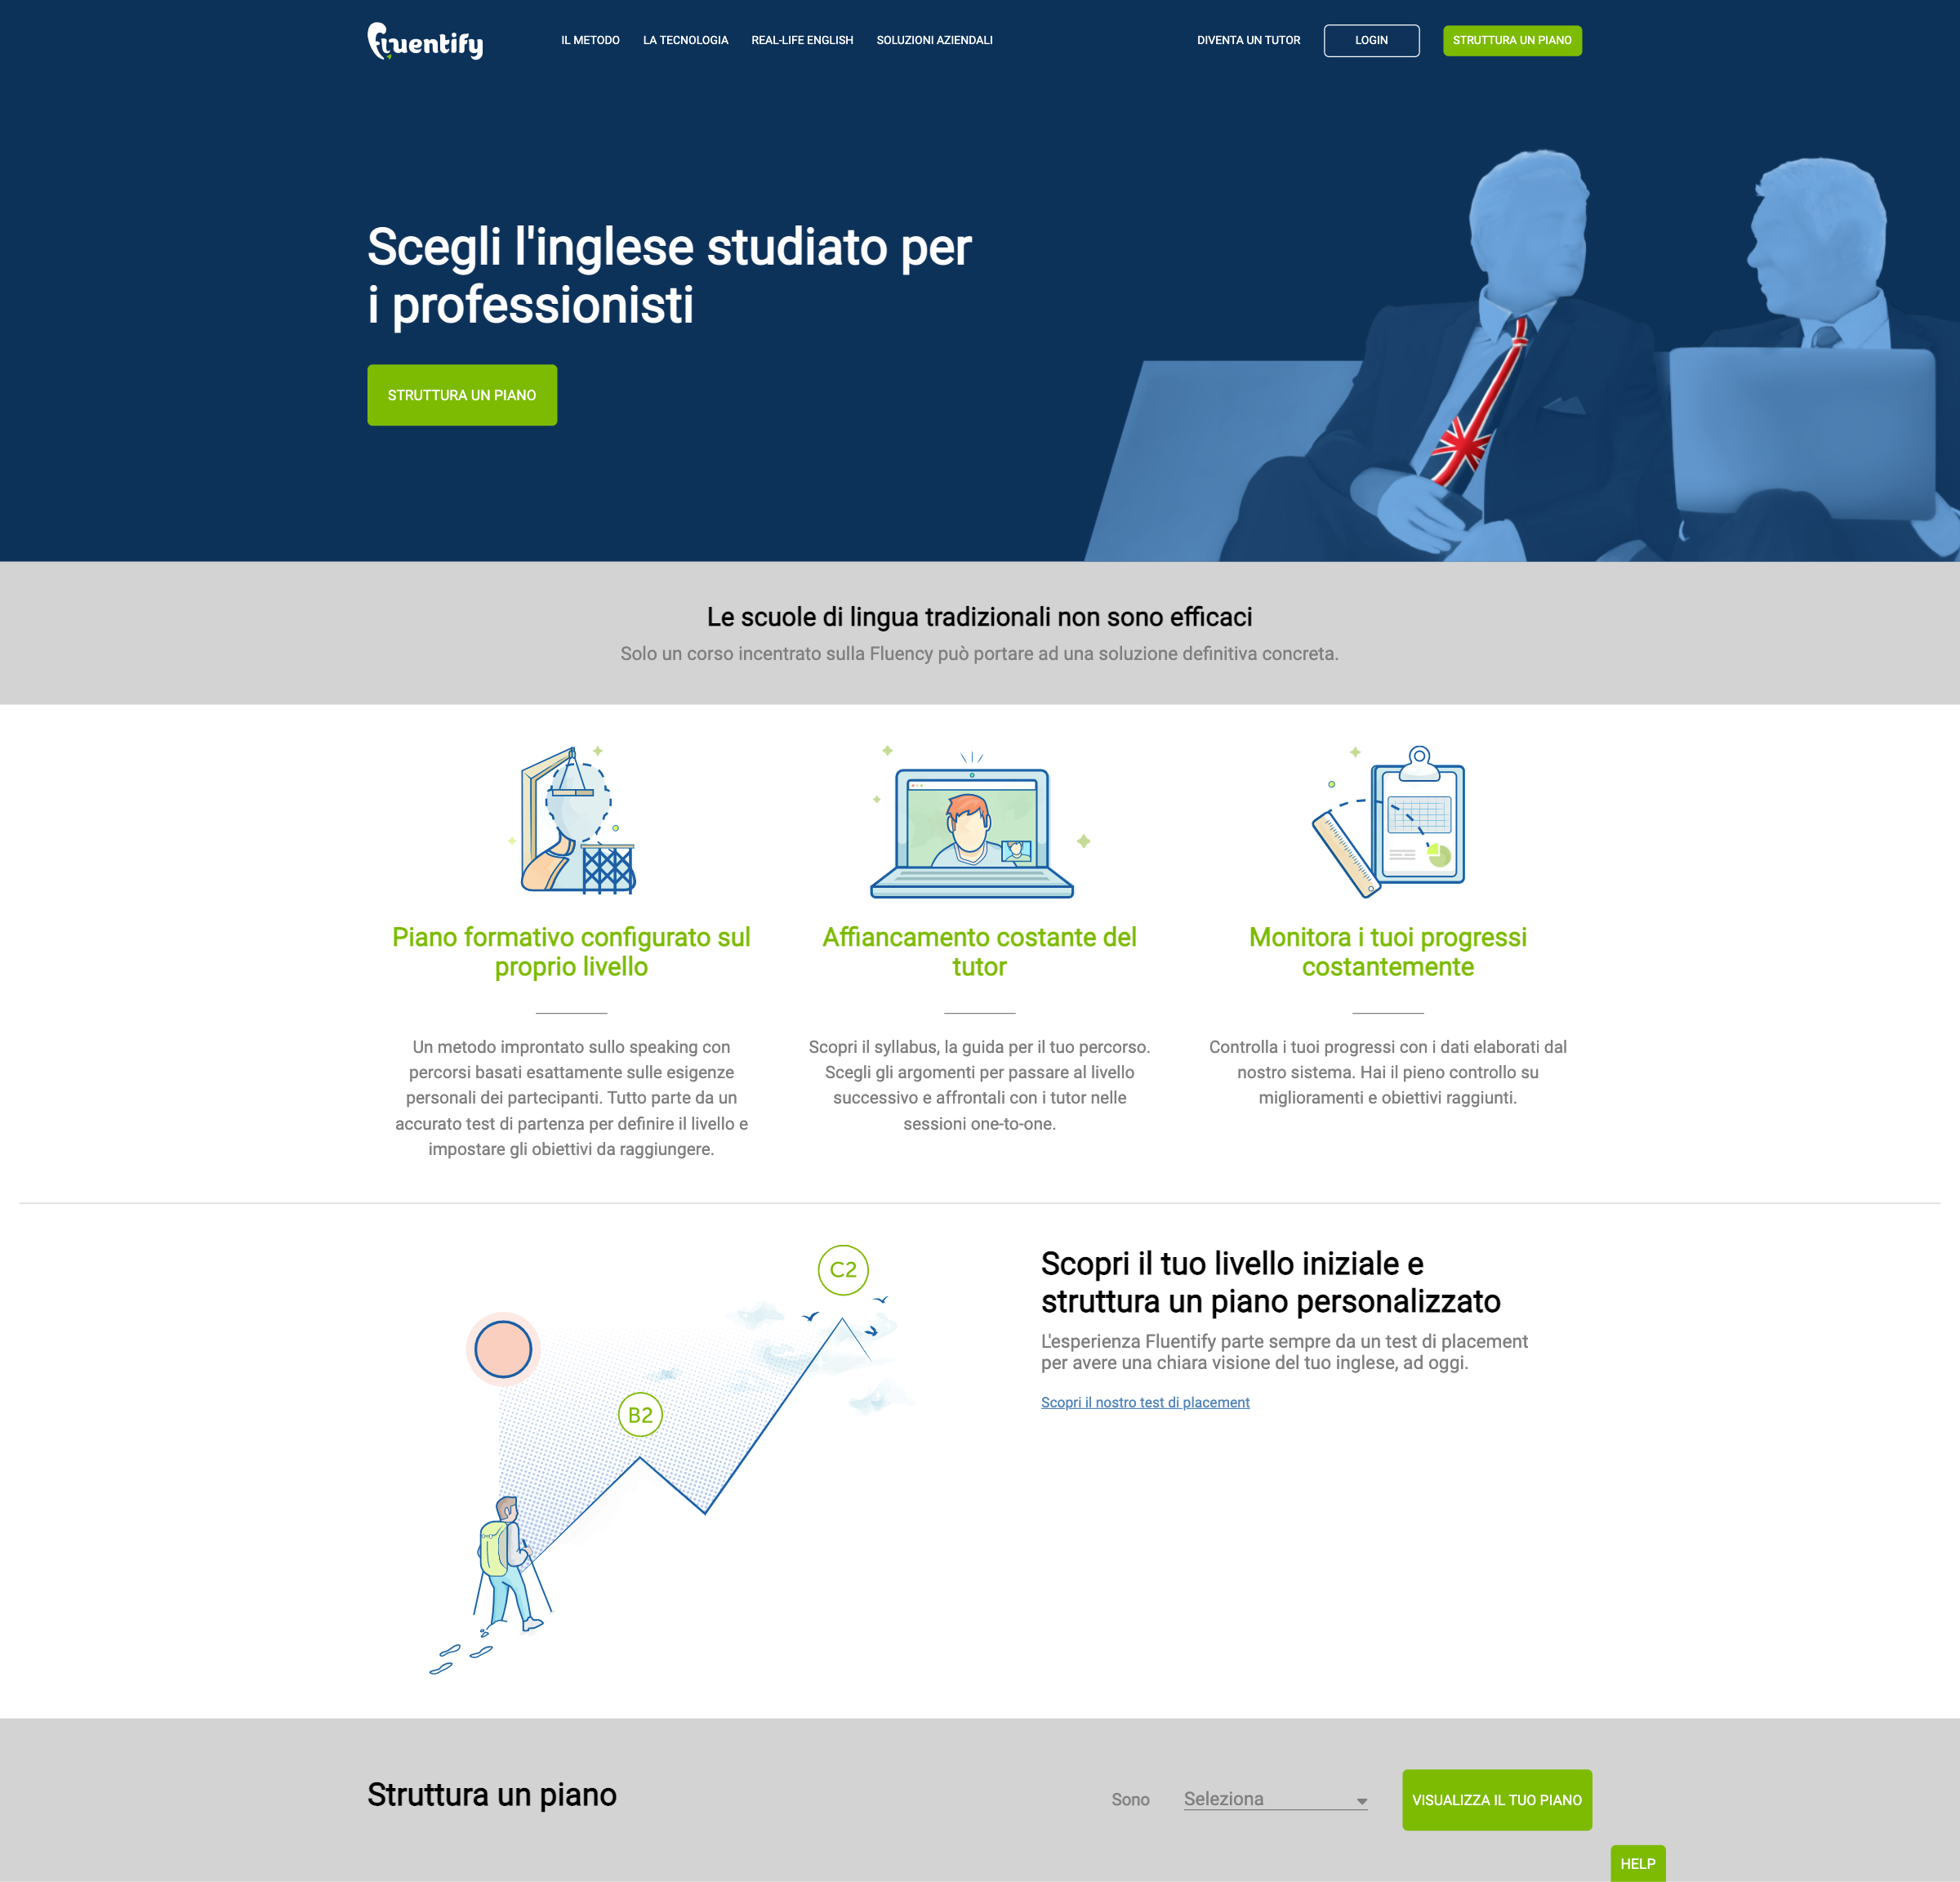 fluentify
IL METODO
LA TECNOLOGIA
REAL-LIFE ENGLISH
SOLUZIONI AZIENDALI
DIVENTA UN TUTOR
LOGIN
STRUTTURA UN PIANO
Scegli l'inglese studiato per
i professionisti
STRUTTURA UN PIANO
Le scuole di lingua tradizionali non sono efficaci
Solo un corso incentrato sulla Fluency può portare ad una soluzione definitiva concreta.
Piano formativo configurato sul
proprio livello
Un metodo improntato sullo speaking con
percorsi basati esattamente sulle esigenze
personali dei partecipanti. Tutto parte da un
accurato test di partenza per definire il livello e
impostare gli obiettivi da raggiungere.
Affiancamento costante del
tutor
Scopri il syllabus, la guida per il tuo percorso.
Scegli gli argomenti per passare al livello
successivo e affrontali con i tutor nelle
sessioni one-to-one.
Monitora i tuoi progressi
costantemente
Controlla i tuoi progressi con i dati elaborati dal
nostro sistema. Hai il pieno controllo su
miglioramenti e obiettivi raggiunti.
C2
B2
Scopri il tuo livello iniziale e
struttura un piano personalizzato
L'esperienza Fluentify parte sempre da un test di placement
per avere una chiara visione del tuo inglese, ad oggi.
Scopri il nostro test di placement
Struttura un piano
Sono
Seleziona
VISUALIZZA IL TUO PIANO
HELP